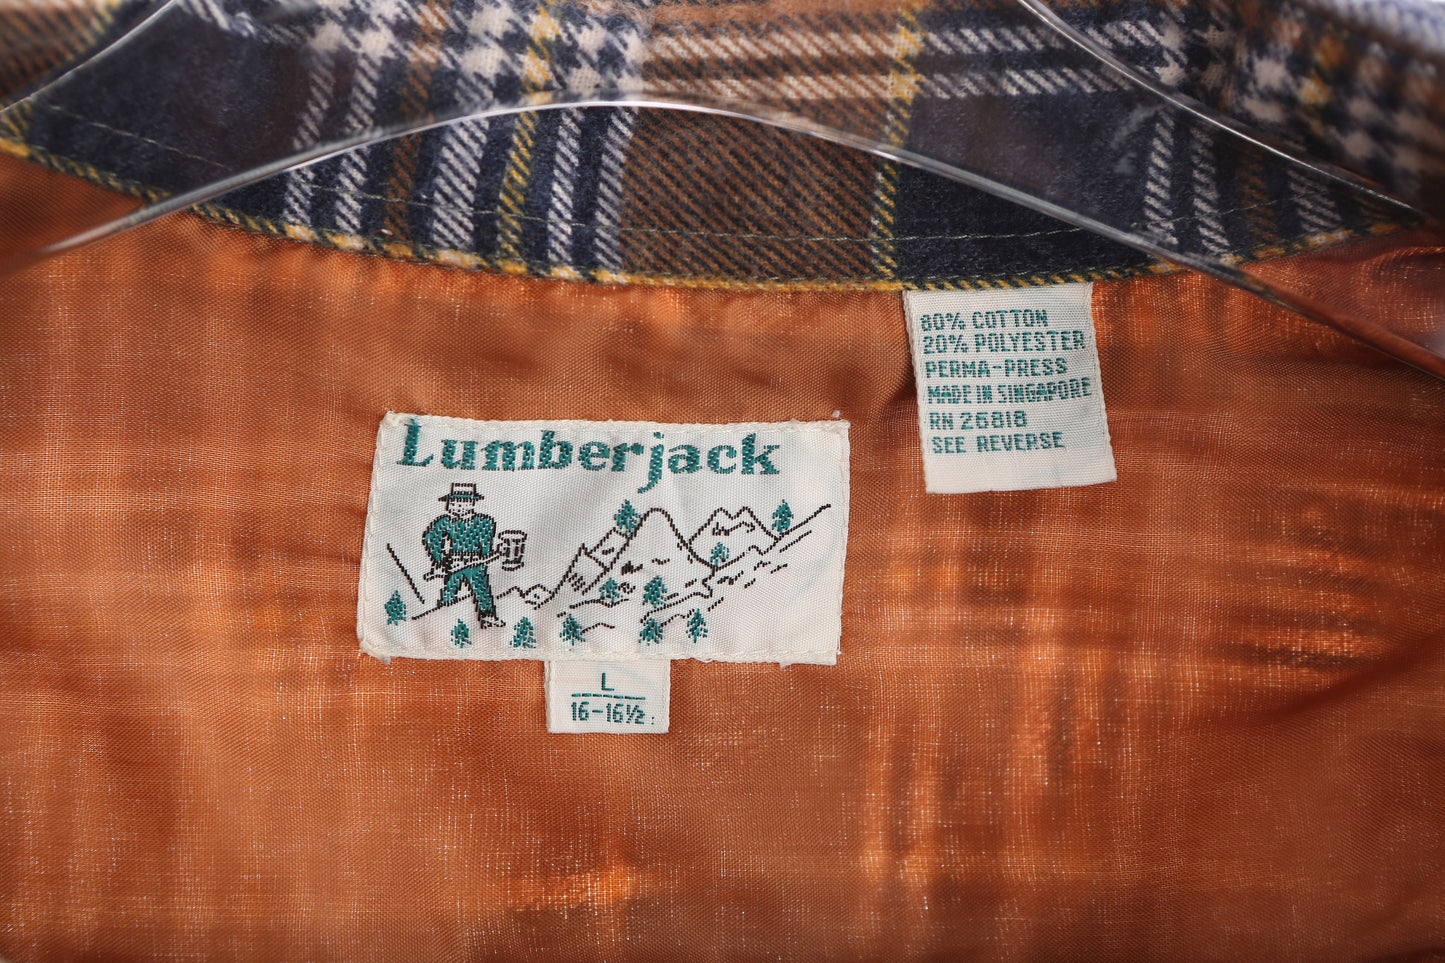 Lumberjack
L
16-16½
80% COTTON
20% POLYESTER
PERMA-PRESS
MADE IN SINGAPORE
RN 26818
SEE REVERSE